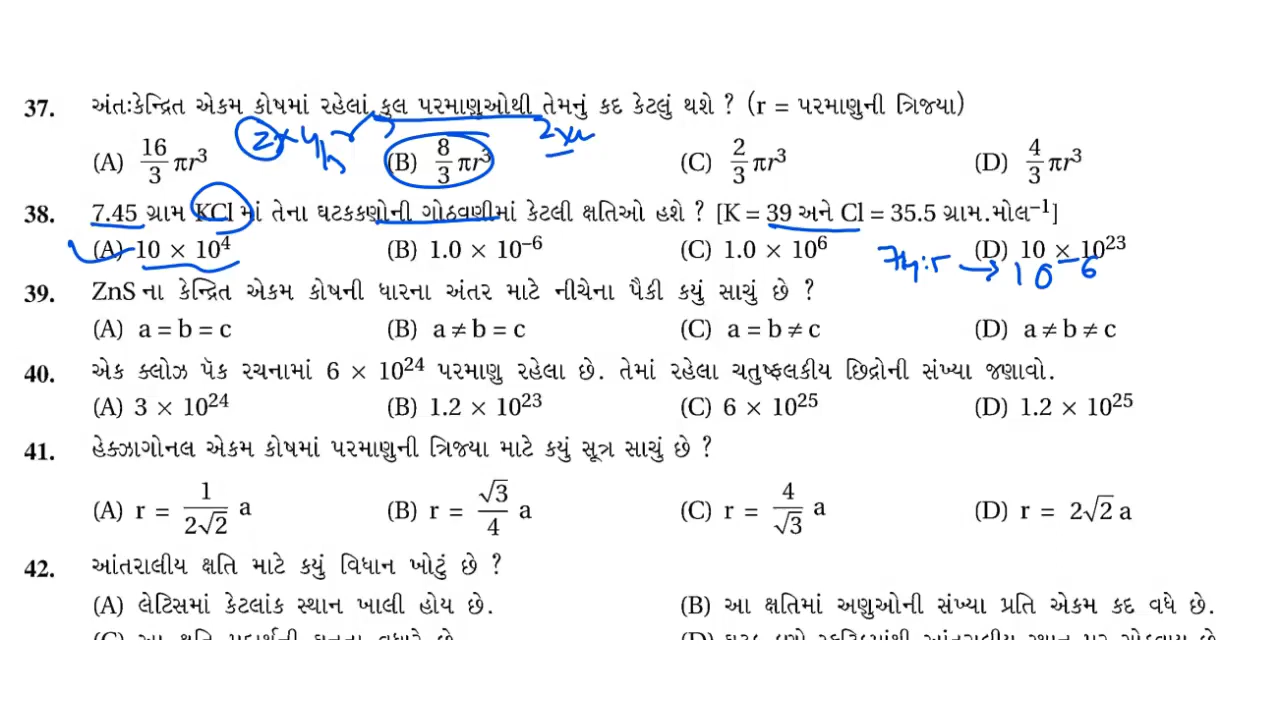 37. અંતઃકેન્દ્રિત એકમ કોષમાં રહેલાં કુલ પરમાણુઓથી તેમનું કદ કેટલું થશે ? (r = પરમાણુની ત્રિજ્યા)
(A) 16/3 πr³ (B) 8/3 πr³ (C) 2/3 πr³ (D) 4/3 πr³
38. 7.45 ગ્રામ KCl માં તેના ઘટકકણોની ગોઠવણીમાં કેટલી ક્ષતિઓ હશે ? [K = 39 અને Cl = 35.5 ગ્રામ.મોલ⁻¹]
(A) 10 × 10⁴ (B) 1.0 × 10⁻⁶ (C) 1.0 × 10⁶ (D) 10 × 10²³
→ 10⁻⁶
39. ZnS ના કેન્દ્રિત એકમ કોષની ધારના અંતર માટે નીચેના પૈકી કયું સાચું છે ?
(A) a = b = c (B) a ≠ b = c (C) a = b ≠ c (D) a ≠ b ≠ c
40. એક ક્લોઝ પૅક રચનામાં 6 × 10²⁴ પરમાણુ રહેલા છે. તેમાં રહેલા ચતુષ્ફલકીય છિદ્રોની સંખ્યા જણાવો.
(A) 3 × 10²⁴ (B) 1.2 × 10²³ (C) 6 × 10²⁵ (D) 1.2 × 10²⁵
41. હેક્ઝાગોનલ એકમ કોષમાં પરમાણુની ત્રિજ્યા માટે કયું સૂત્ર સાચું છે ?
(A) r = 1/2√2 a (B) r = √3/4 a (C) r = 4/√3 a (D) r = 2√2 a
42. આંતરાલીય ક્ષતિ માટે કયું વિધાન ખોટું છે ?
(A) લેટિસમાં કેટલાંક સ્થાન ખાલી હોય છે. (B) આ ક્ષતિમાં અણુઓની સંખ્યા પ્રતિ એકમ કદ વધે છે.